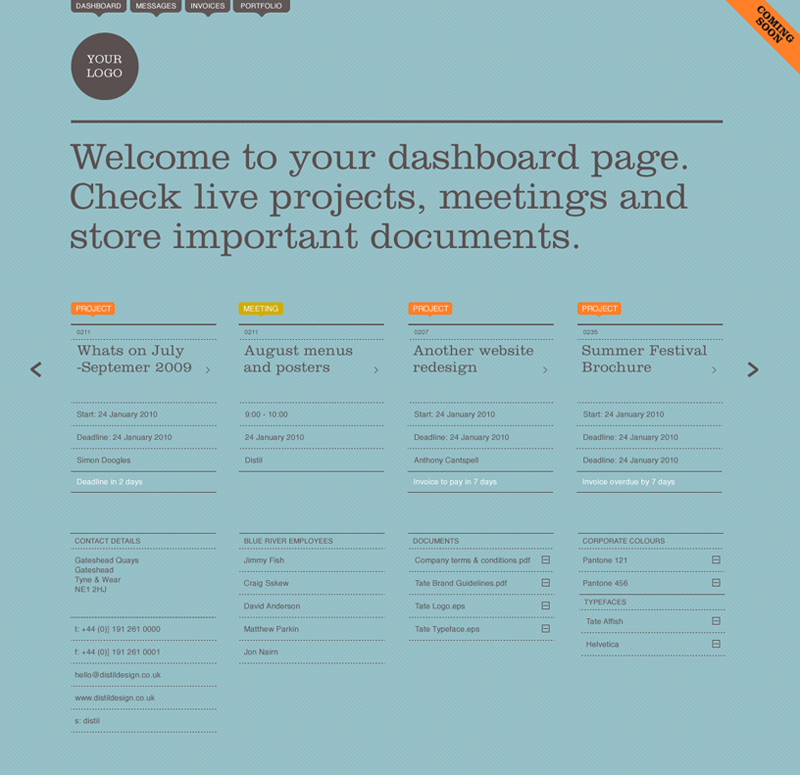 DASHBOARD MESSAGES INVOICES PORTFOLIO
COMING
SOON
YOUR
LOGO
Welcome to your dashboard page.
Check live projects, meetings and
store important documents.
PROJECT
0211
Whats on July
-Septemer 2009
Start: 24 January 2010
Deadline: 24 January 2010
Simon Doogles
Deadline in 2 days
MEETING
0211
August menus
and posters
9:00 - 10:00
24 January 2010
Distil
PROJECT
0207
Another website
redesign
Start: 24 January 2010
Deadline: 24 January 2010
Anthony Cantspell
Invoice to pay in 7 days
PROJECT
0235
Summer Festival
Brochure
Start: 24 January 2010
Deadline: 24 January 2010
Deadline: 24 January 2010
Invoice overdue by 7 days
CONTACT DETAILS
Gateshead Quays
Gateshead
Tyne & Wear
NE1 2HJ
t: +44 (0)] 191 261 0000
f: +44 (0)] 191 261 0001
hello@distildesign.co.uk
www.distildesign.co.uk
s: distil
BLUE RIVER EMPLOYEES
Jimmy Fish
Craig Sskew
David Anderson
Matthew Parkin
Jon Nairn
DOCUMENTS
Company terms & conditions.pdf
Tate Brand Guidelines.pdf
Tate Logo.eps
Tate Typeface.eps
CORPORATE COLOURS
Pantone 121
Pantone 456
TYPEFACES
Tate Affish
Helvetica